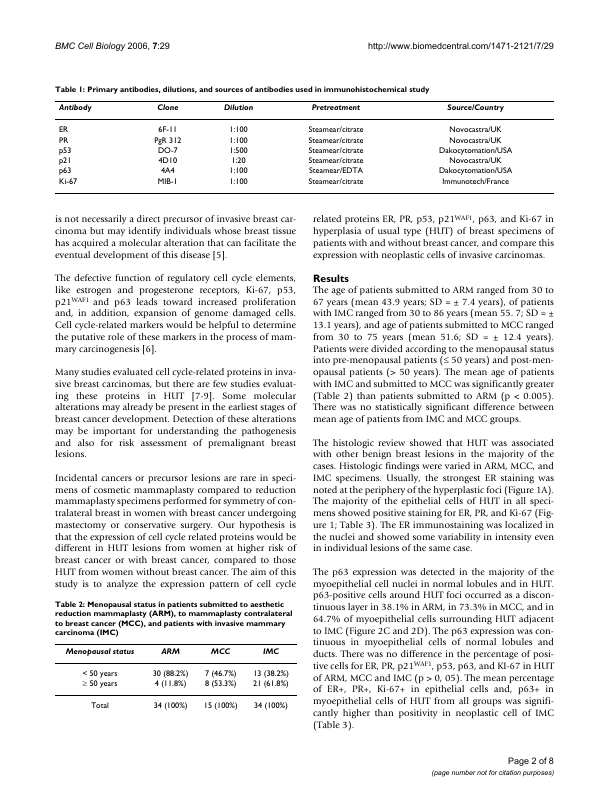 BMC Cell Biology 2006, 7:29
http://www.biomedcentral.com/1471-2121/7/29
Table 1: Primary antibodies, dilutions, and sources of antibodies used in immunohistochemical study
Antibody Clone Dilution Pretreatment Source/Country
ER 6F-11 1:100 Steamear/citrate Novocastra/UK
PR PgR 312 1:100 Steamear/citrate Novocastra/UK
p53 DO-7 1:500 Steamear/citrate Dakocytomation/USA
p21 4D10 1:20 Steamear/citrate Novocastra/UK
p63 4A4 1:100 Steamear/EDTA Dakocytomation/USA
Ki-67 MIB-1 1:100 Steamear/citrate Immunotech/France
is not necessarily a direct precursor of invasive breast car-
cinoma but may identify individuals whose breast tissue
has acquired a molecular alteration that can facilitate the
eventual development of this disease [5].
The defective function of regulatory cell cycle elements,
like estrogen and progesterone receptors, Ki-67, p53,
p21WAF1 and p63 leads toward increased proliferation
and, in addition, expansion of genome damaged cells.
Cell cycle-related markers would be helpful to determine
the putative role of these markers in the process of mam-
mary carcinogenesis [6].
Many studies evaluated cell cycle-related proteins in inva-
sive breast carcinomas, but there are few studies evaluat-
ing these proteins in HUT [7-9]. Some molecular
alterations may already be present in the earliest stages of
breast cancer development. Detection of these alterations
may be important for understanding the pathogenesis
and also for risk assessment of premalignant breast
lesions.
Incidental cancers or precursor lesions are rare in speci-
mens of cosmetic mammaplasty compared to reduction
mammaplasty specimens performed for symmetry of con-
tralateral breast in women with breast cancer undergoing
mastectomy or conservative surgery. Our hypothesis is
that the expression of cell cycle related proteins would be
different in HUT lesions from women at higher risk of
breast cancer or with breast cancer, compared to those
HUT from women without breast cancer. The aim of this
study is to analyze the expression pattern of cell cycle
Table 2: Menopausal status in patients submitted to aesthetic
reduction mammaplasty (ARM), to mammaplasty contralateral
to breast cancer (MCC), and patients with invasive mammary
carcinoma (IMC)
Menopausal status ARM MCC IMC
< 50 years 30 (88.2%) 7 (46.7%) 13 (38.2%)
≥ 50 years 4 (11.8%) 8 (53.3%) 21 (61.8%)
Total 34 (100%) 15 (100%) 34 (100%)
related proteins ER, PR, p53, p21WAF1, p63, and Ki-67 in
hyperplasia of usual type (HUT) of breast specimens of
patients with and without breast cancer, and compare this
expression with neoplastic cells of invasive carcinomas.
Results
The age of patients submitted to ARM ranged from 30 to
67 years (mean 43.9 years; SD = ± 7.4 years), of patients
with IMC ranged from 30 to 86 years (mean 55. 7; SD = ±
13.1 years), and age of patients submitted to MCC ranged
from 30 to 75 years (mean 51.6; SD = ± 12.4 years).
Patients were divided according to the menopausal status
into pre-menopausal patients (≤ 50 years) and post-men-
opausal patients (> 50 years). The mean age of patients
with IMC and submitted to MCC was significantly greater
(Table 2) than patients submitted to ARM (p < 0.005).
There was no statistically significant difference between
mean age of patients from IMC and MCC groups.
The histologic review showed that HUT was associated
with other benign breast lesions in the majority of the
cases. Histologic findings were varied in ARM, MCC, and
IMC specimens. Usually, the strongest ER staining was
noted at the periphery of the hyperplastic foci (Figure 1A).
The majority of the epithelial cells of HUT in all speci-
mens showed positive staining for ER, PR, and Ki-67 (Fig-
ure 1; Table 3). The ER immunostaining was localized in
the nuclei and showed some variability in intensity even
in individual lesions of the same case.
The p63 expression was detected in the majority of the
myoepithelial cell nuclei in normal lobules and in HUT.
p63-positive cells around HUT foci occurred as a discon-
tinuous layer in 38.1% in ARM, in 73.3% in MCC, and in
64.7% of myoepithelial cells surrounding HUT adjacent
to IMC (Figure 2C and 2D). The p63 expression was con-
tinuous in myoepithelial cells of normal lobules and
ducts. There was no difference in the percentage of posi-
tive cells for ER, PR, p21WAF1, p53, p63, and KI-67 in HUT
of ARM, MCC and IMC (p > 0, 05). The mean percentage
of ER+, PR+, Ki-67+ in epithelial cells and, p63+ in
myoepithelial cells of HUT from all groups was signifi-
cantly higher than positivity in neoplastic cell of IMC
(Table 3).
Page 2 of 8
(page number not for citation purposes)